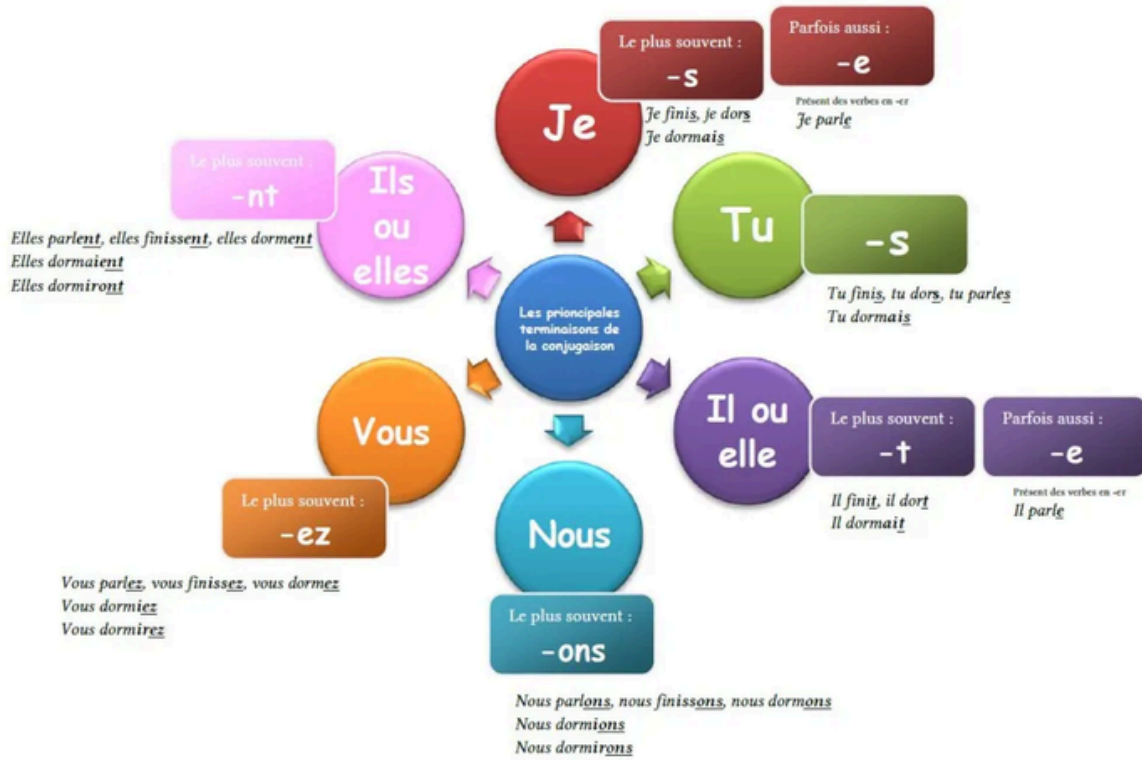 Les prioncipales
terminaisons de
la conjugaison
Je
Le plus souvent :
-s
Je finis, je dors
Je dormais
Parfois aussi :
-e
Présent des verbes en -er
Je parle
Tu
-s
Tu finis, tu dors, tu parles
Tu dormais
Il ou
elle
Le plus souvent :
-t
Il finit, il dort
Il dormait
Parfois aussi :
-e
Présent des verbes en -er
Il parle
Nous
Le plus souvent :
-ons
Nous parlons, nous finissons, nous dormons
Nous dormions
Nous dormirons
Vous
Le plus souvent :
-ez
Vous parlez, vous finissez, vous dormez
Vous dormiez
Vous dormirez
Ils
ou
elles
Le plus souvent :
-nt
Elles parlent, elles finissent, elles dorment
Elles dormaient
Elles dormiront